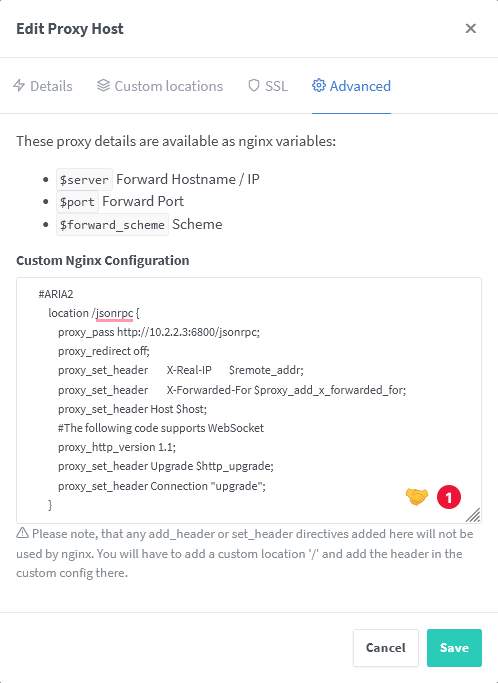 Edit Proxy Host
Details
Custom locations
SSL
Advanced
These proxy details are available as nginx variables:
$server Forward Hostname / IP
$port Forward Port
$forward_scheme Scheme
Custom Nginx Configuration
#ARIA2
location /jsonrpc {
proxy_pass http://10.2.2.3:6800/jsonrpc;
proxy_redirect off;
proxy_set_header X-Real-IP $remote_addr;
proxy_set_header X-Forwarded-For $proxy_add_x_forwarded_for;
proxy_set_header Host $host;
#The following code supports WebSocket
proxy_http_version 1.1;
proxy_set_header Upgrade $http_upgrade;
proxy_set_header Connection "upgrade";
}
1
Please note, that any add_header or set_header directives added here will not be
used by nginx. You will have to add a custom location '/' and add the header in the
custom config there.
Cancel
Save